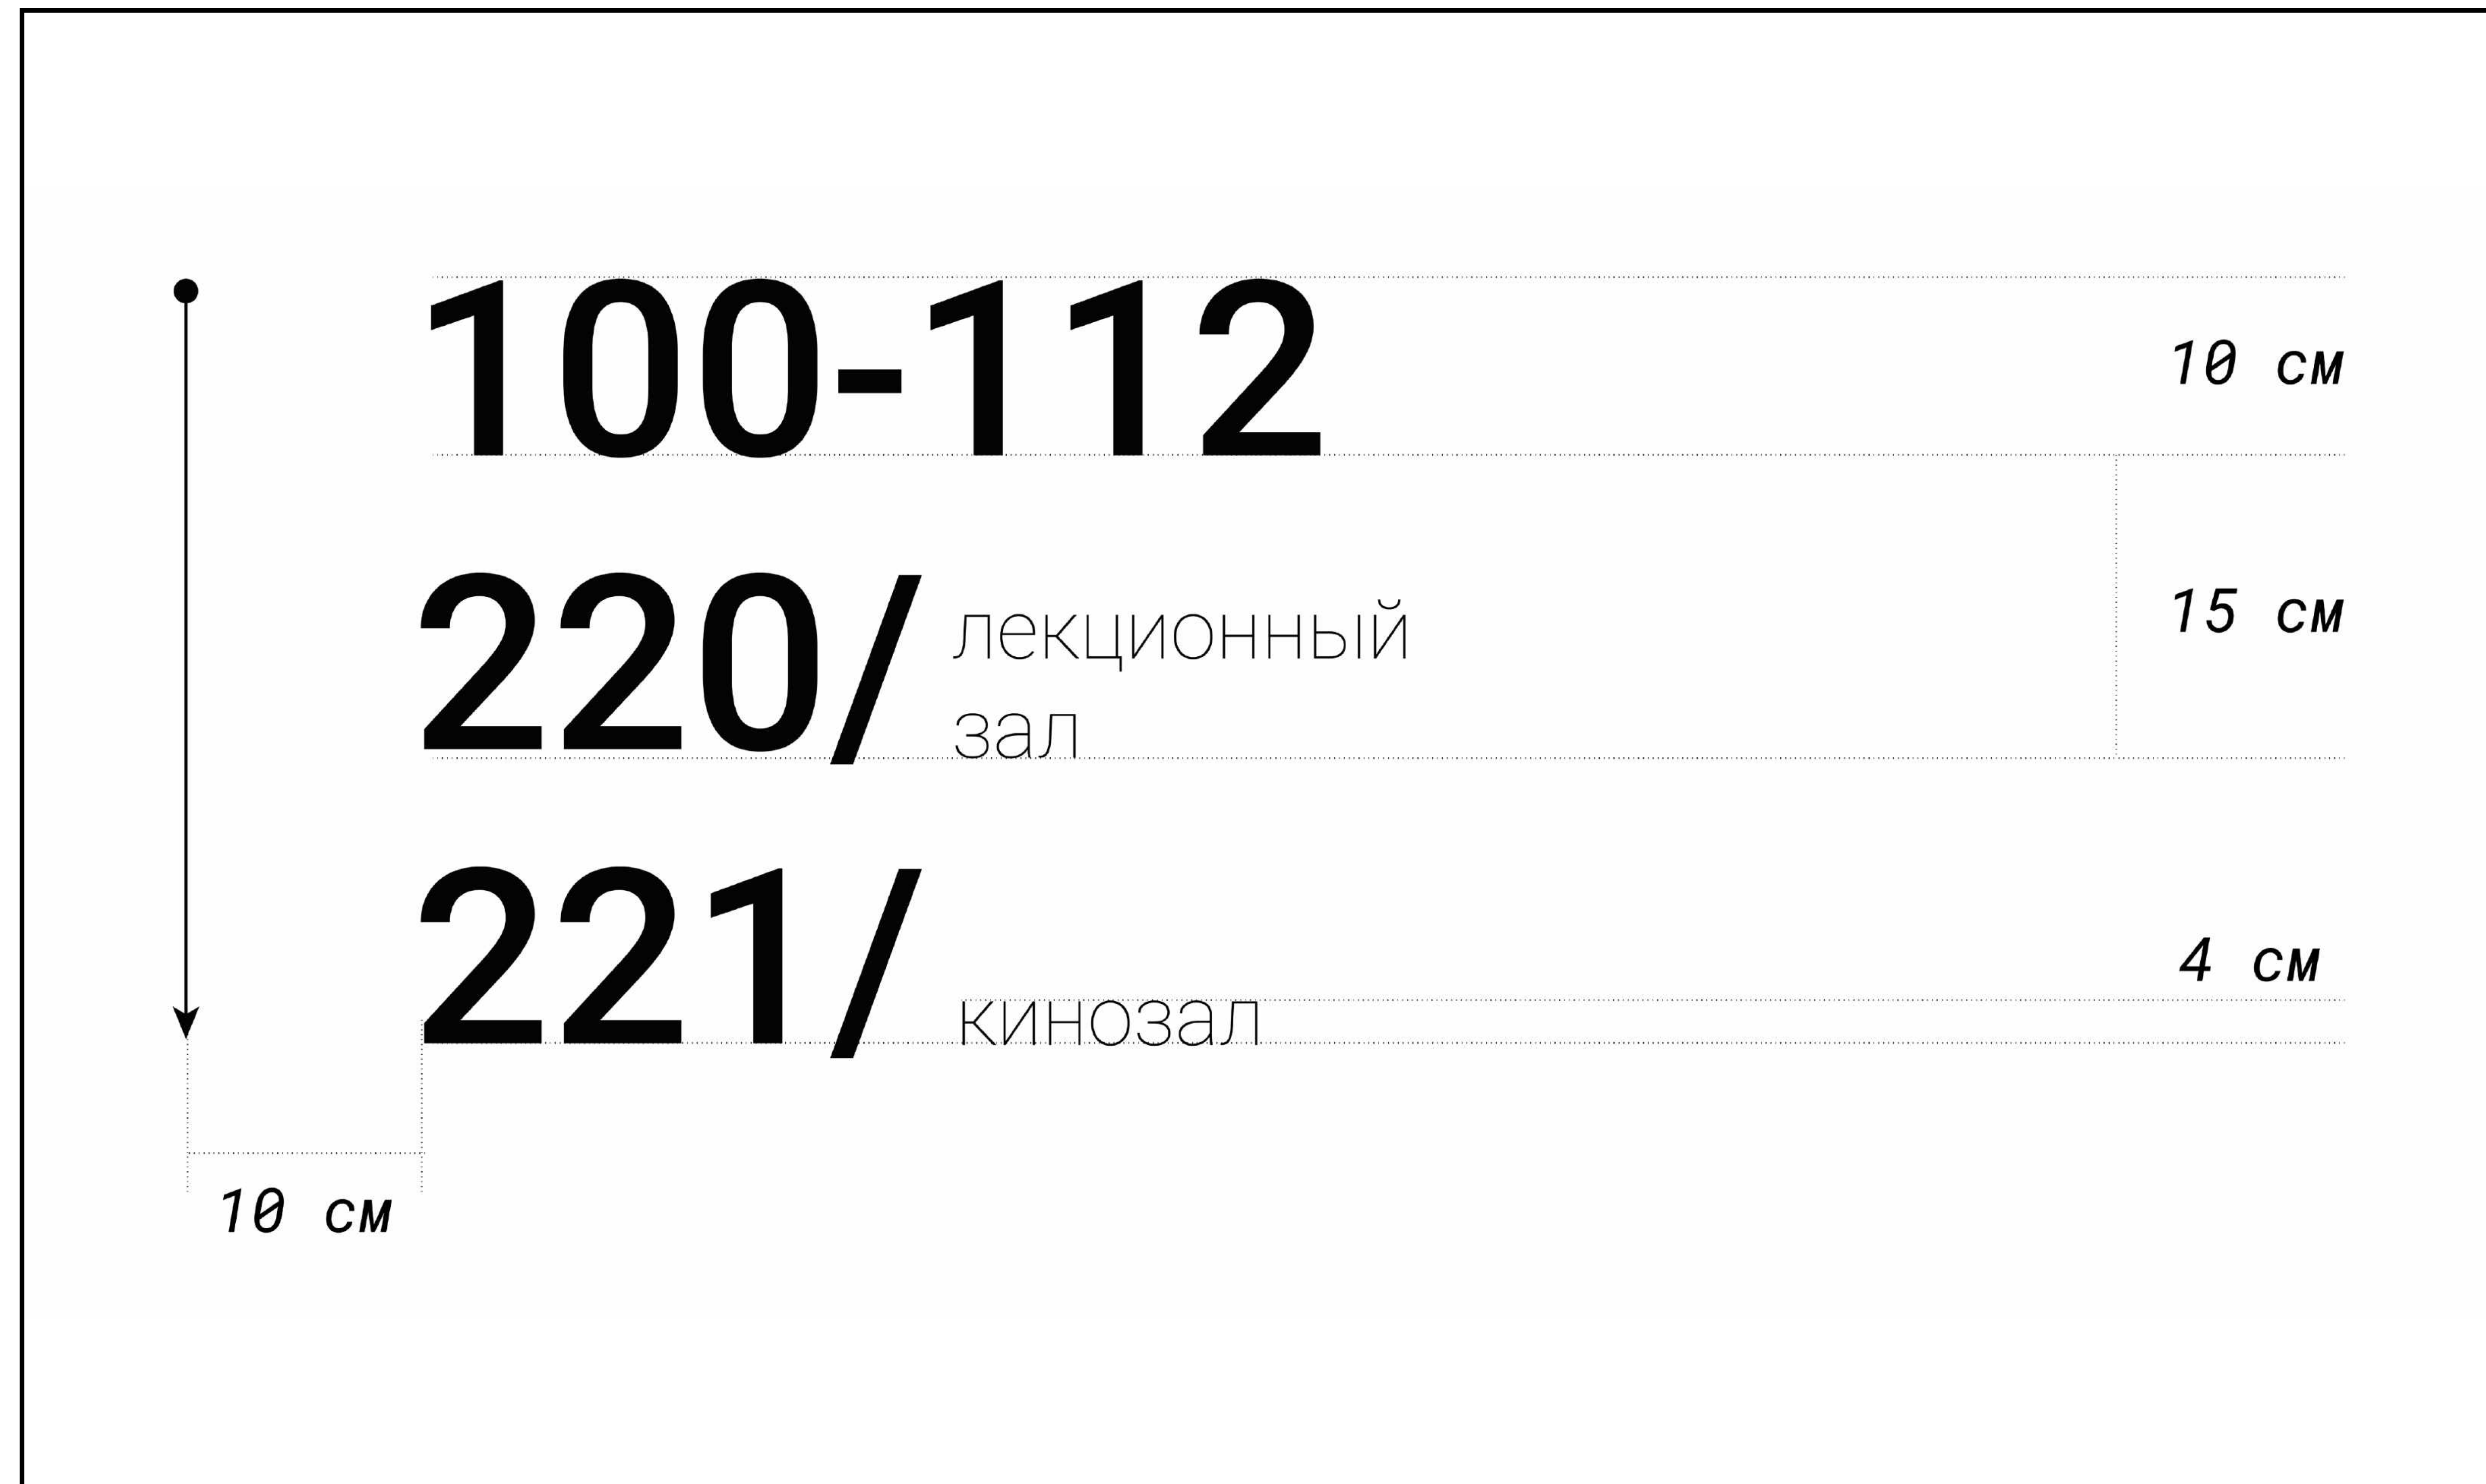 100-112
10 см
220/ лекционный
зал
15 см
221/ кинозал
4 см
10 см